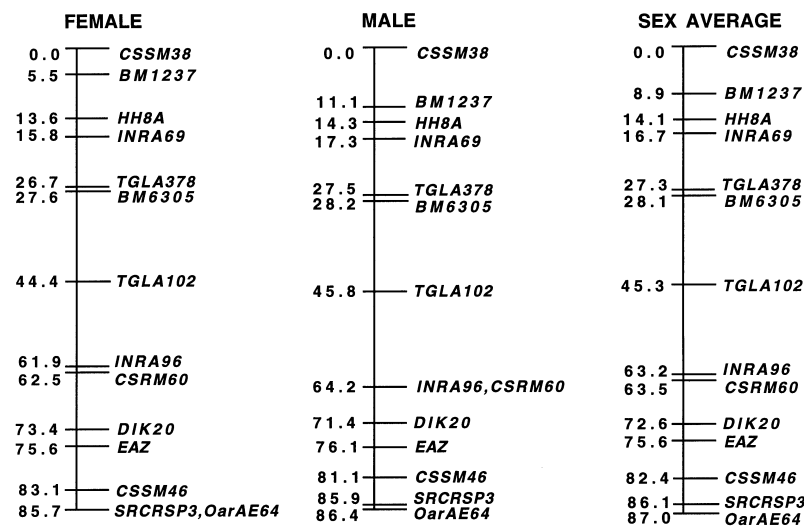 FEMALE
0.0 CSSM38
5.5 BM1237
13.6 HH8A
15.8 INRA69
26.7 TGLA378
27.6 BM6305
44.4 TGLA102
61.9 INRA96
62.5 CSRM60
73.4 DIK20
75.6 EAZ
83.1 CSSM46
85.7 SRCRSP3,OarAE64
MALE
0.0 CSSM38
11.1 BM1237
14.3 HH8A
17.3 INRA69
27.5 TGLA378
28.2 BM6305
45.8 TGLA102
64.2 INRA96,CSRM60
71.4 DIK20
76.1 EAZ
81.1 CSSM46
85.9 SRCRSP3
86.4 OarAE64
SEX AVERAGE
0.0 CSSM38
8.9 BM1237
14.1 HH8A
16.7 INRA69
27.3 TGLA378
28.1 BM6305
45.3 TGLA102
63.2 INRA96
63.5 CSRM60
72.6 DIK20
75.6 EAZ
82.4 CSSM46
86.1 SRCRSP3
87.0 OarAE64